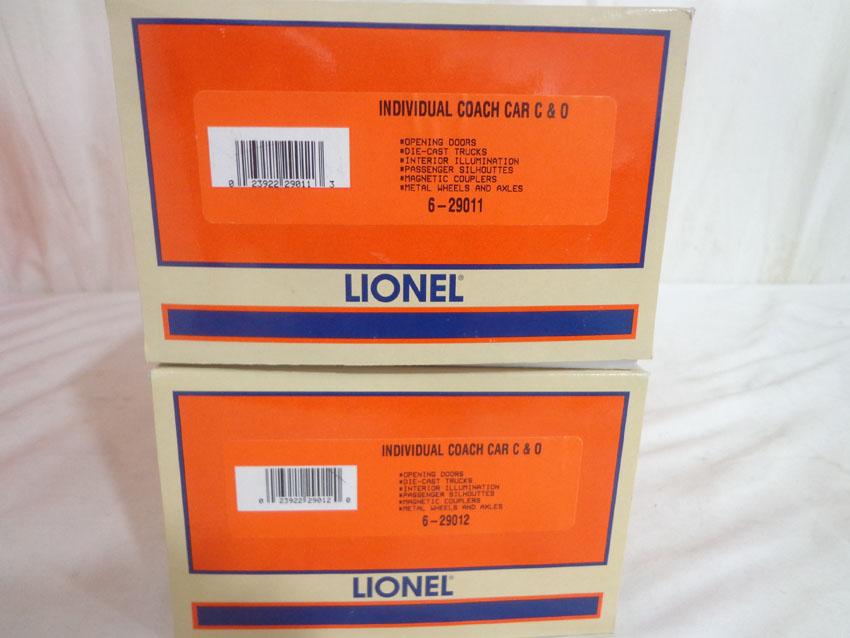 INDIVIDUAL COACH CAR C & O
*OPENING DOORS
*DIE-CAST TRUCKS
*INTERIOR ILLUMINATION
*PASSENGER SILHOUTTES
*MAGNETIC COUPLERS
*METAL WHEELS AND AXLES
0 23922 29011 3
6-29011
LIONEL®
INDIVIDUAL COACH CAR C & O
*OPENING DOORS
*DIE-CAST TRUCKS
*INTERIOR ILLUMINATION
*PASSENGER SILHOUTTES
*MAGNETIC COUPLERS
*METAL WHEELS AND AXLES
0 23922 29012 0
6-29012
LIONEL®